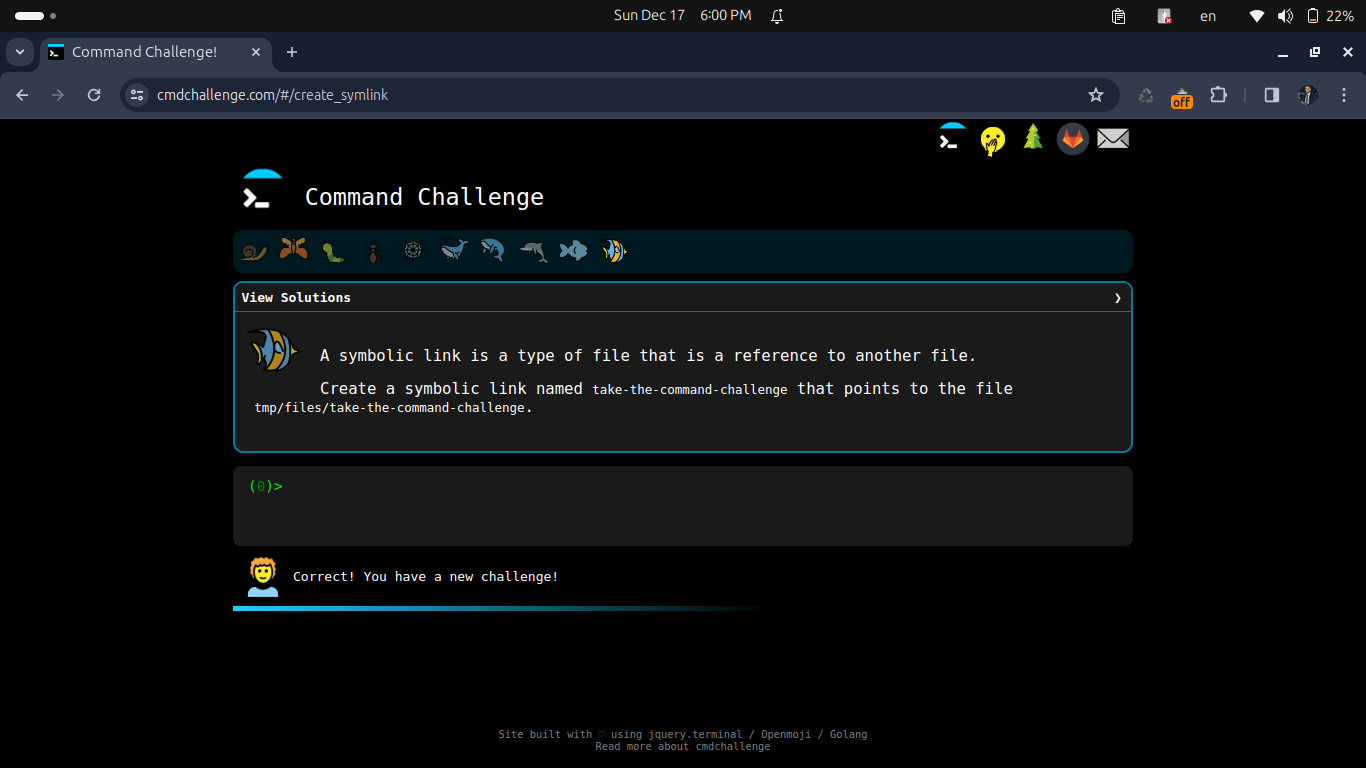 Sun Dec 17 6:00 PM
en
22%
Command Challenge!
cmdchallenge.com/#/create_symlink
off
Command Challenge
View Solutions
A symbolic link is a type of file that is a reference to another file.
Create a symbolic link named take-the-command-challenge that points to the file
tmp/files/take-the-command-challenge.
(0)>
Correct! You have a new challenge!
Site built with ♡ using jquery.terminal / Openmoji / Golang
Read more about cmdchallenge